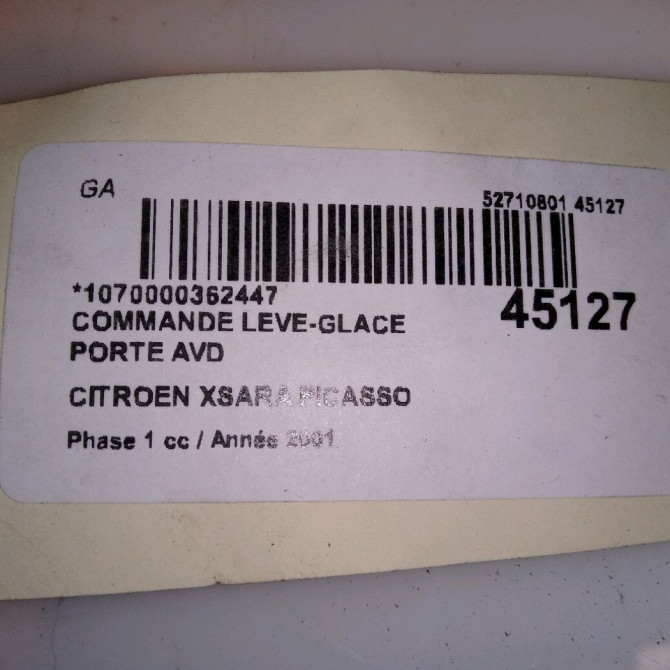 GA
52710801 45127
*1070000362447
45127
COMMANDE LEVE-GLACE
PORTE AVD
CITROEN XSARA PICASSO
Phase 1 cc / Année 2001